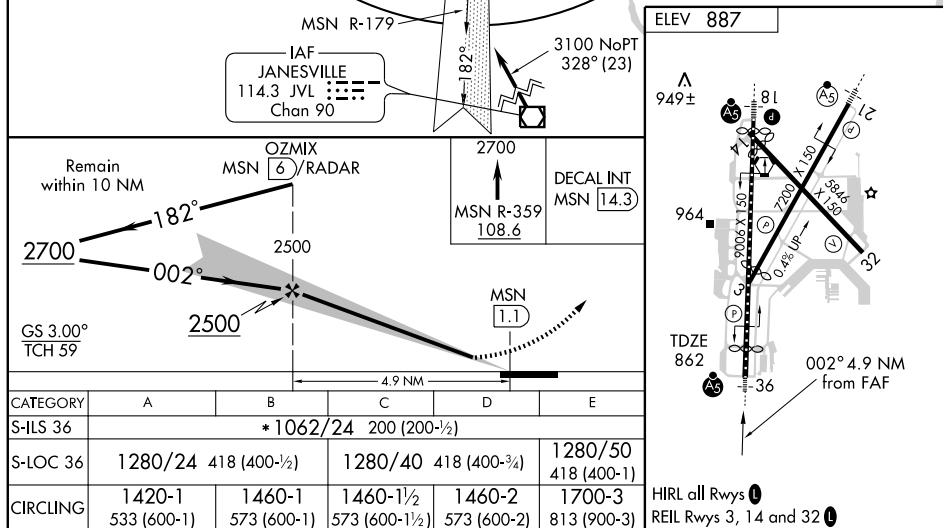 MSN R-179
182°
IAF
JANESVILLE
114.3 JVL
Chan 90
3100 NoPT
328° (23)
Remain
within 10 NM
OZMIX
MSN 6 /RADAR
2700
MSN R-359
108.6
DECAL INT
MSN 14.3
182°
2700
002°
2500
2500
MSN
1.1
GS 3.00°
TCH 59
4.9 NM
CATEGORY A B C D E
S-ILS 36 *1062/24 200 (200-½)
S-LOC 36 1280/24 418 (400-½) 1280/40 418 (400-¾) 1280/50 418 (400-1)
CIRCLING 1420-1 1460-1 1460-1½ 1460-2 1700-3
533 (600-1) 573 (600-1) 573 (600-1½) 573 (600-2) 813 (900-3)
ELEV 887
949±
A5
18
P
A5
21
P
14
9006 X 150
7200 X 150
5846
X 150
964
P
0.4% UP
V
32
3
P
TDZE
862
A5
36
002° 4.9 NM
from FAF
HIRL all Rwys L
REIL Rwys 3, 14 and 32 L